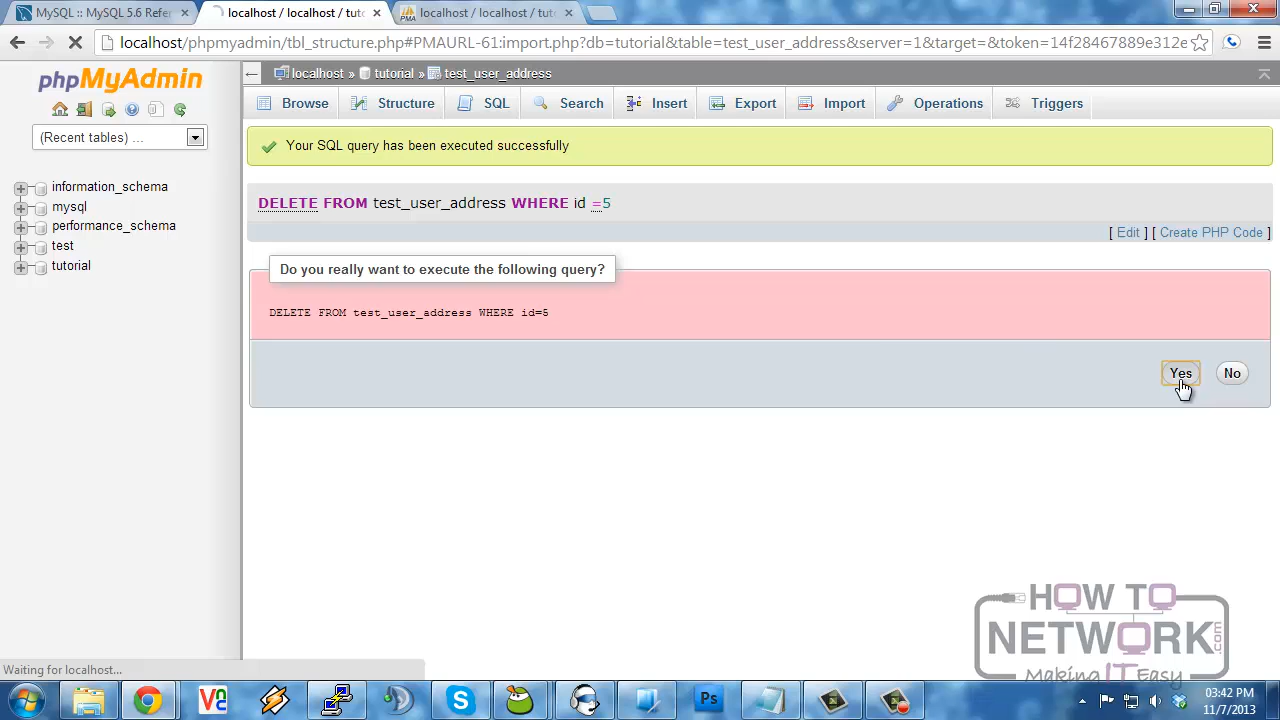 MySQL :: MySQL 5.6 Refer
localhost / localhost / tuto
localhost / localhost / tuto
localhost/phpmyadmin/tbl_structure.php#PMAURL-61:import.php?db=tutorial&table=test_user_address&server=1&target=&token=14f28467889e312e
phpMyAdmin
(Recent tables) ...
information_schema
mysql
performance_schema
test
tutorial
localhost » tutorial » test_user_address
Browse Structure SQL Search Insert Export Import Operations Triggers
Your SQL query has been executed successfully
DELETE FROM test_user_address WHERE id =5
[ Edit ] [ Create PHP Code ]
Do you really want to execute the following query?
DELETE FROM test_user_address WHERE id=5
Yes No
HOW TO
NETWORK.com
Making IT Easy
Waiting for localhost...
03:42 PM
11/7/2013